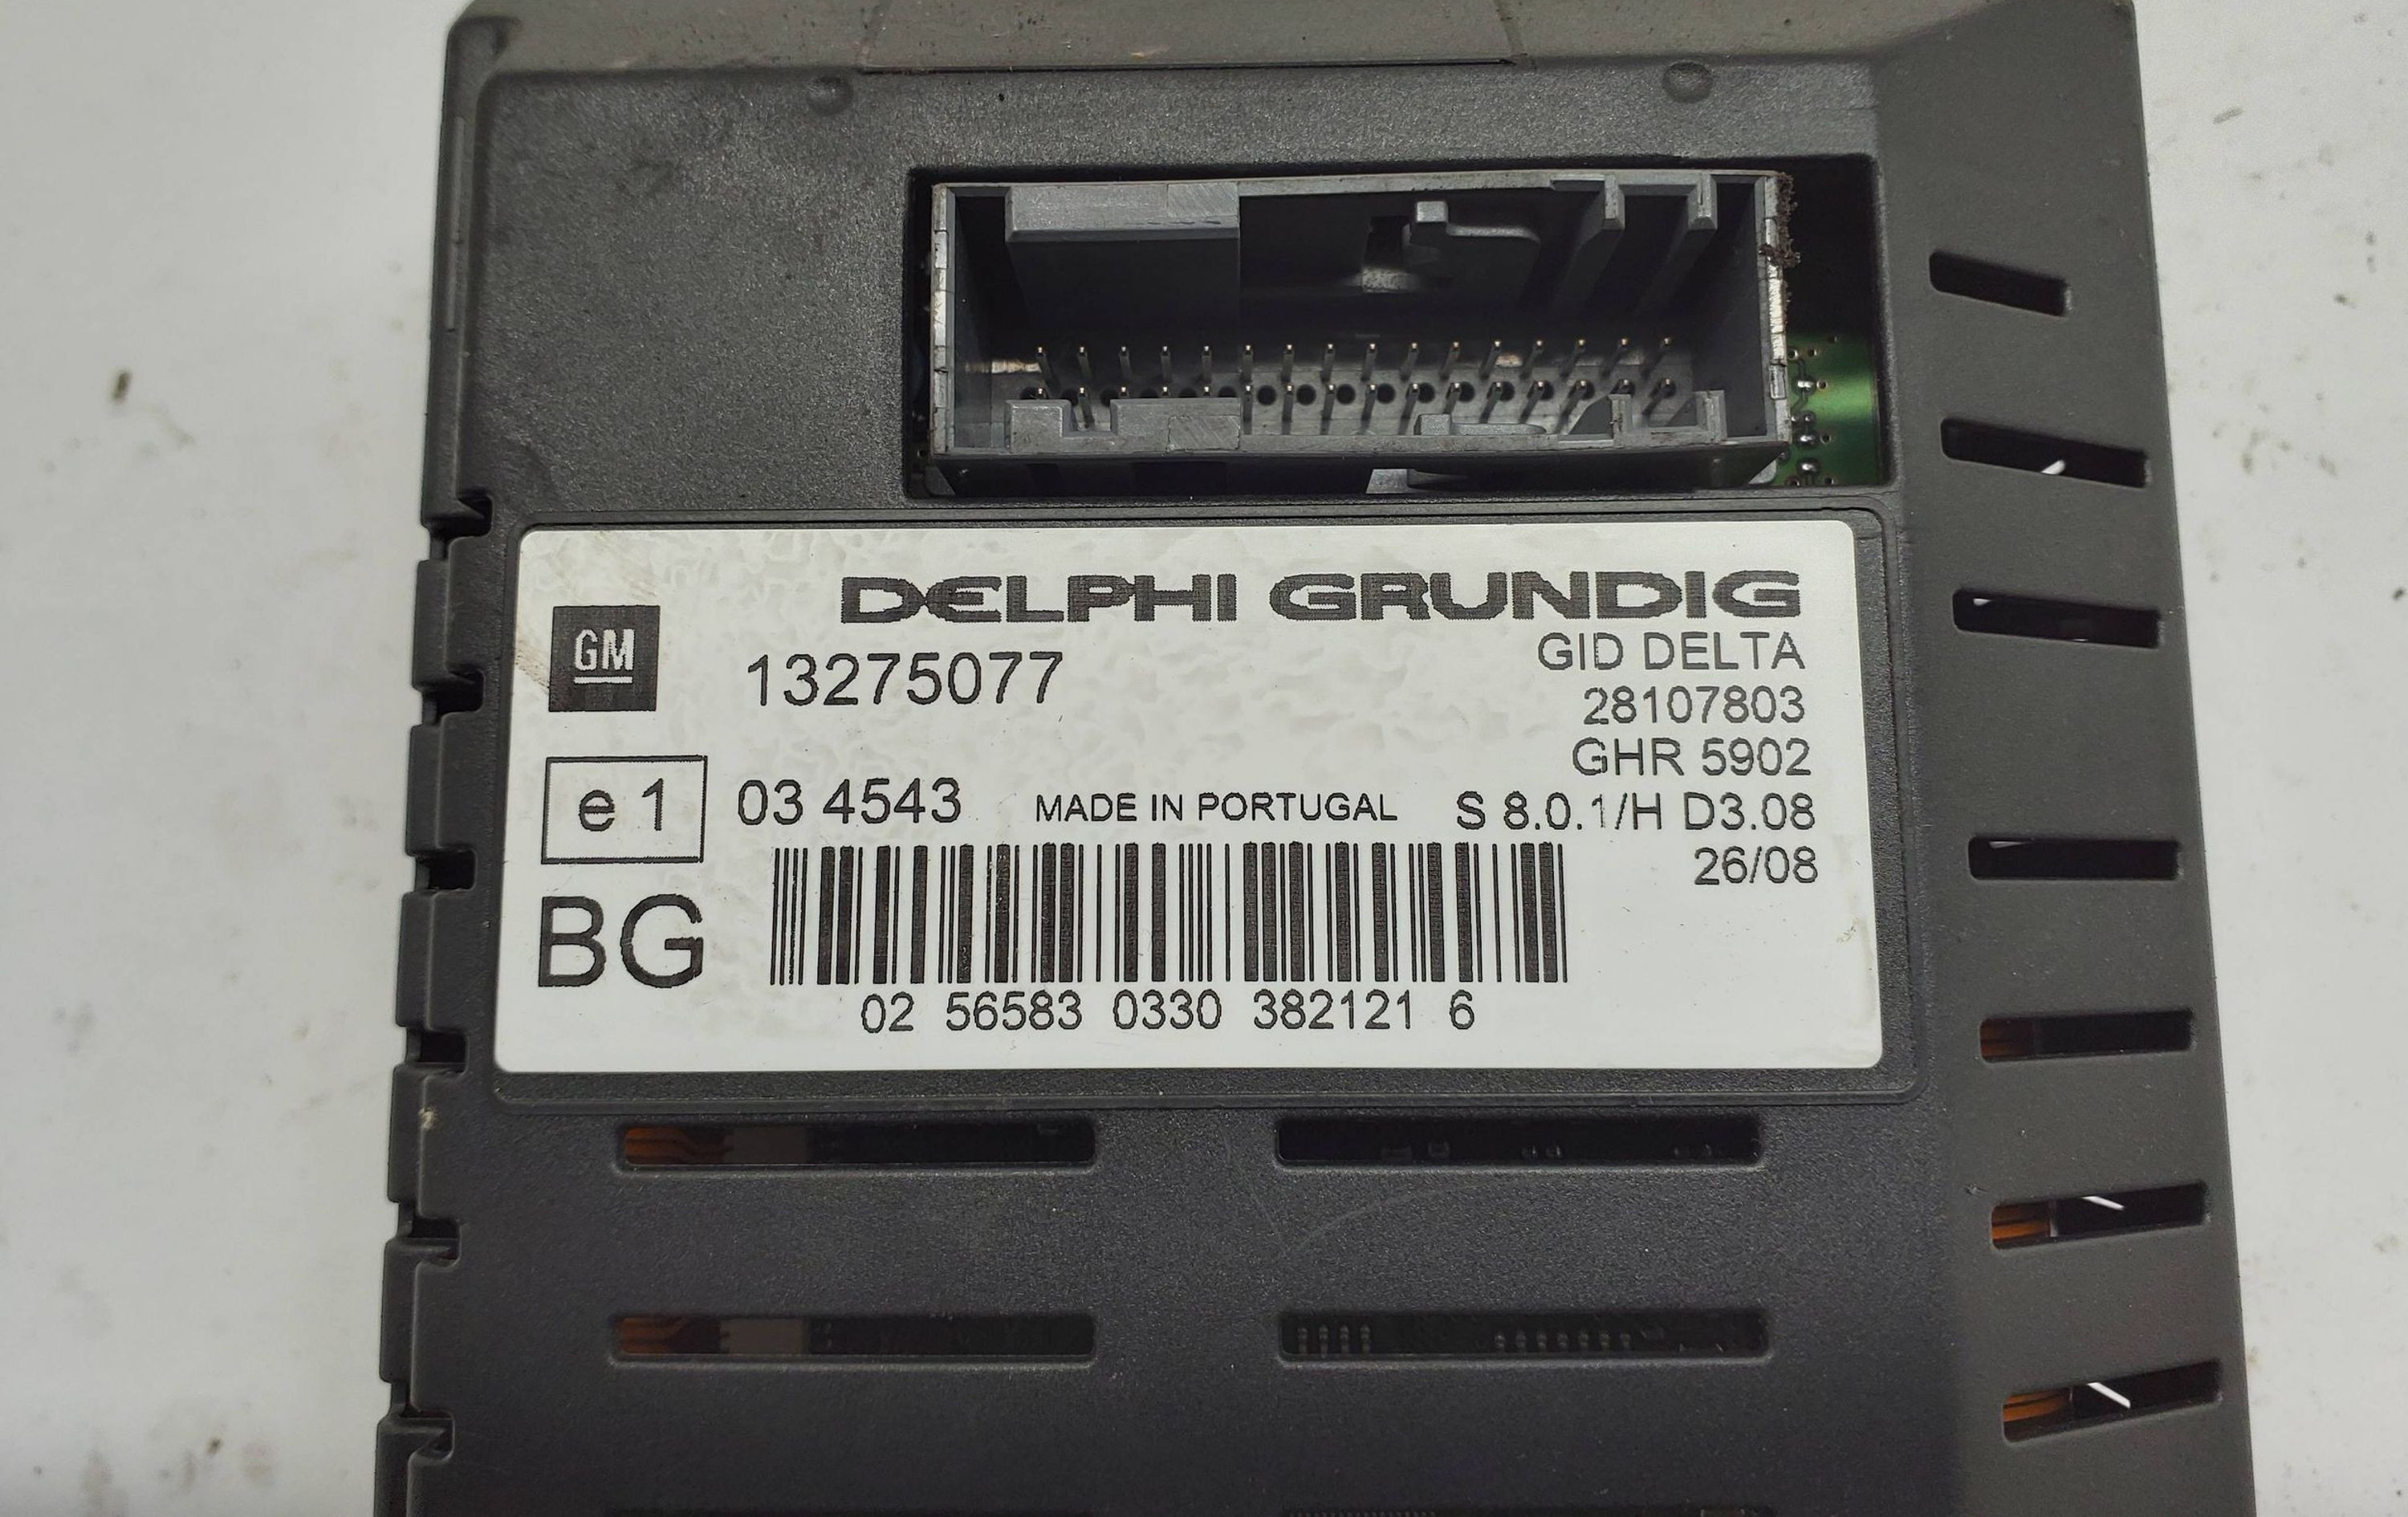 DELPHI GRUNDIG
GM
13275077
GID DELTA
28107803
GHR 5902
e1
03 4543
MADE IN PORTUGAL
S 8.0.1/H D3.08
26/08
BG
02 56583 0330 382121 6